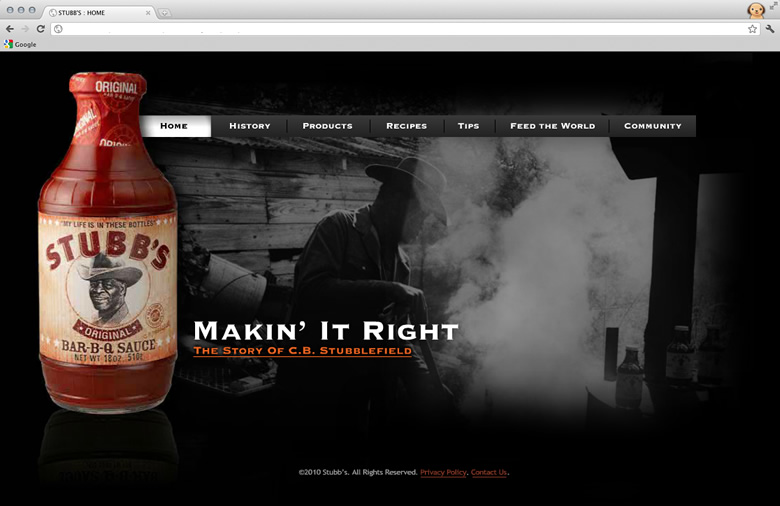 STUBB'S : HOME
Google
ORIGINAL
Home History Products Recipes Tips Feed the World Community
"MY LIFE IS IN THESE BOTTLES"
STUBB'S
ORIGINAL
BAR-B-Q SAUCE
NET WT 18oz. 510g
Makin' It Right
The Story Of C.B. Stubblefield
©2010 Stubb's. All Rights Reserved. Privacy Policy. Contact Us.